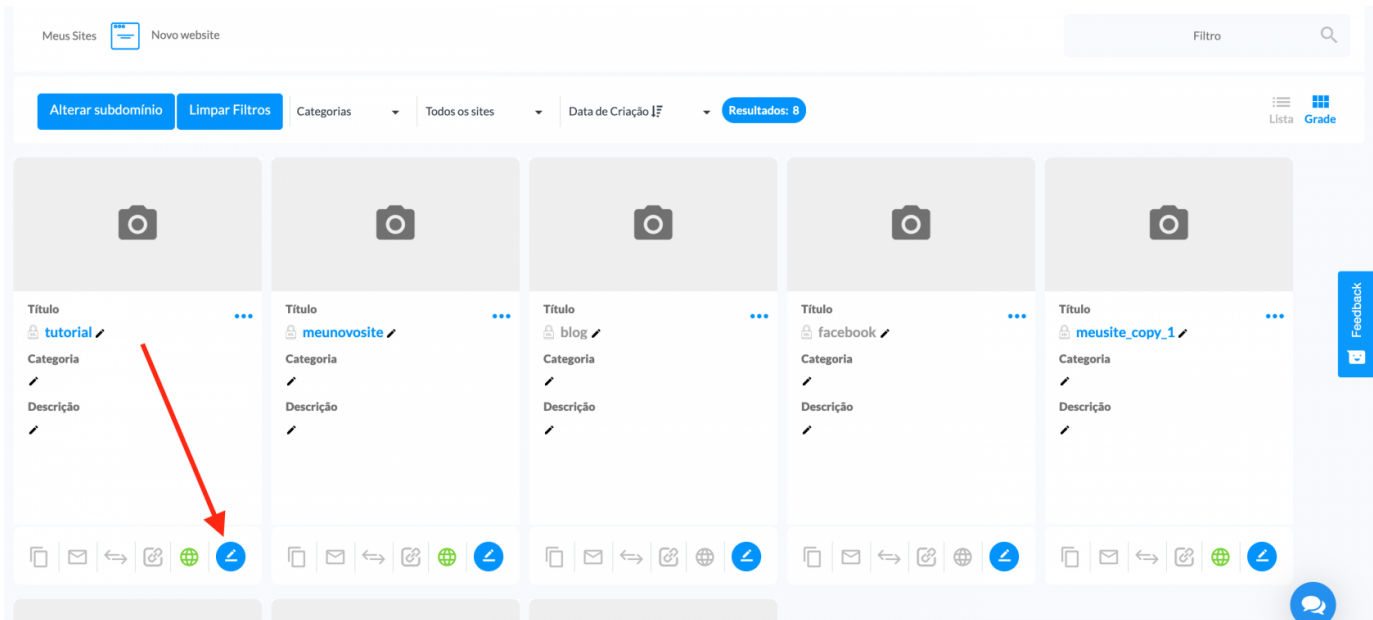 Meus Sites Novo website Filtro
Alterar subdomínio Limpar Filtros Categorias Todos os sites Data de Criação Resultados: 8 Lista Grade
Título Título Título Título Título
tutorial meunovosite blog facebook meusite_copy_1
Categoria Categoria Categoria Categoria Categoria
Descrição Descrição Descrição Descrição Descrição
Feedback